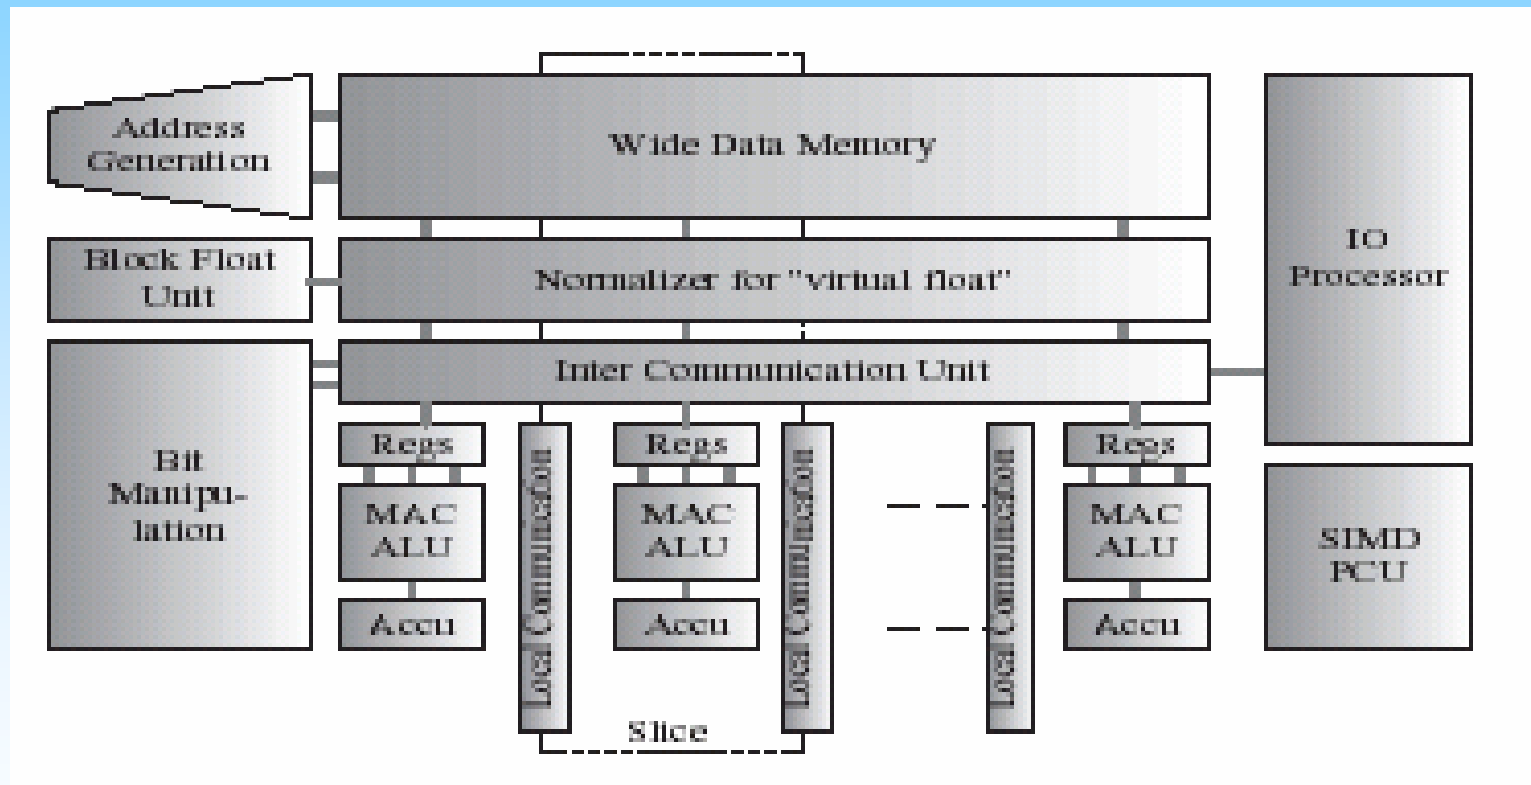 Address
Generation
Wide Data Memory
IO
Processor
Block Float
Unit
Normalizer for "virtual float"
Inter Communication Unit
Bit
Manipu-
lation
Regs
MAC
ALU
Accu
Local Communication
Regs
MAC
ALU
Accu
Local Communication
Local Communication
Regs
MAC
ALU
Accu
SIMD
PCU
Slice